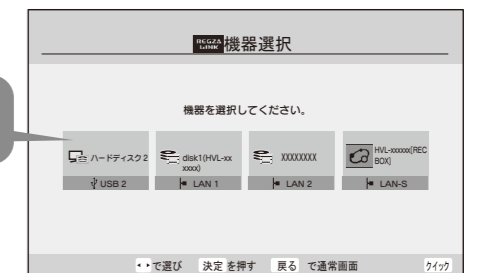 REGZA LINK 機器選択
機器を選択してください。
ハードディスク2
USB 2
disk1(HVL-xx
xxxx)
LAN 1
XXXXXXXX
LAN 2
HVL-xxxxxx[REC
BOX]
LAN-S
で選び 決定 を押す 戻る で通常画面 クイック